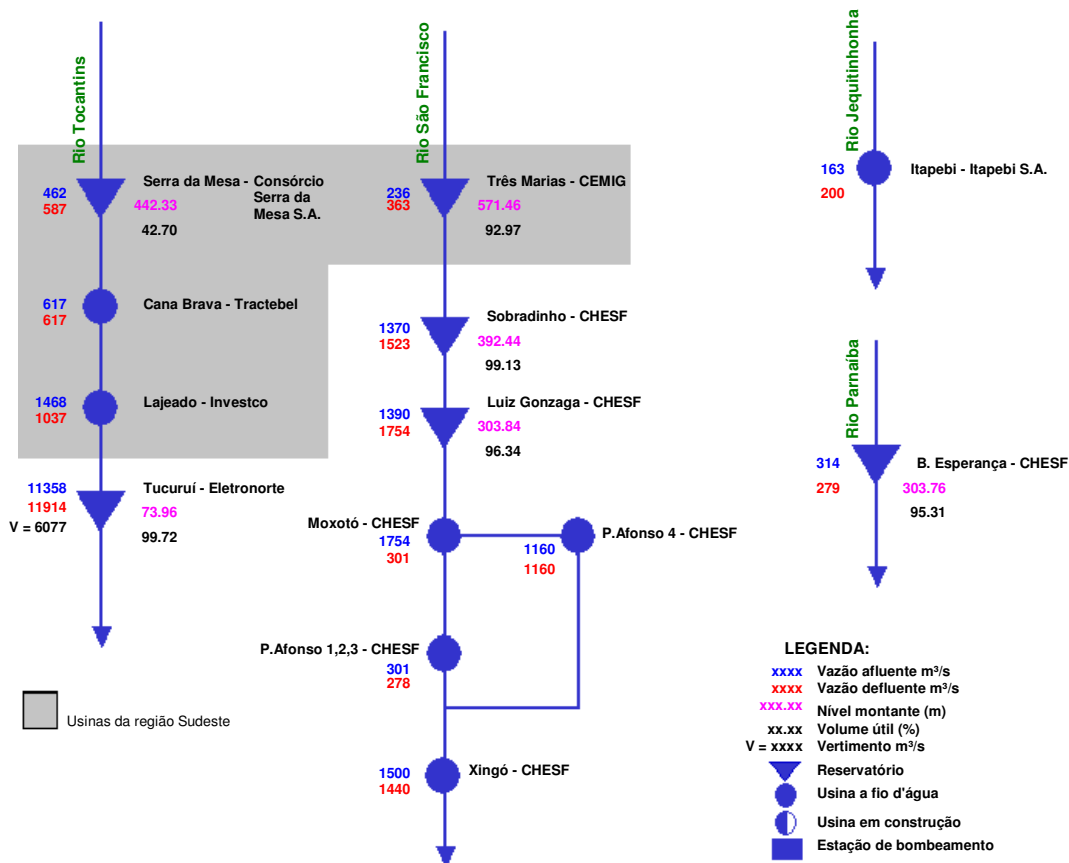 Rio Tocantins
462
587
Serra da Mesa - Consórcio
Serra da
Mesa S.A.
442.33
42.70
617
617
Cana Brava - Tractebel
1468
1037
Lajeado - Investco
11358
11914
V = 6077
Tucuruí - Eletronorte
73.96
99.72
Usinas da região Sudeste
Rio São Francisco
236
363
Três Marias - CEMIG
571.46
92.97
1370
1523
Sobradinho - CHESF
392.44
99.13
1390
1754
Luiz Gonzaga - CHESF
303.84
96.34
Moxotó - CHESF
1754
301
1160
1160
P.Afonso 4 - CHESF
P.Afonso 1,2,3 - CHESF
301
278
1500
1440
Xingó - CHESF
Rio Jequitinhonha
163
200
Itapebi - Itapebi S.A.
Rio Parnaíba
314
279
B. Esperança - CHESF
303.76
95.31
LEGENDA:
xxxx Vazão afluente m³/s
xxxx Vazão defluente m³/s
xxx.xx Nível montante (m)
xx.xx Volume útil (%)
V = xxxx Vertimento m³/s
Reservatório
Usina a fio d'água
Usina em construção
Estação de bombeamento